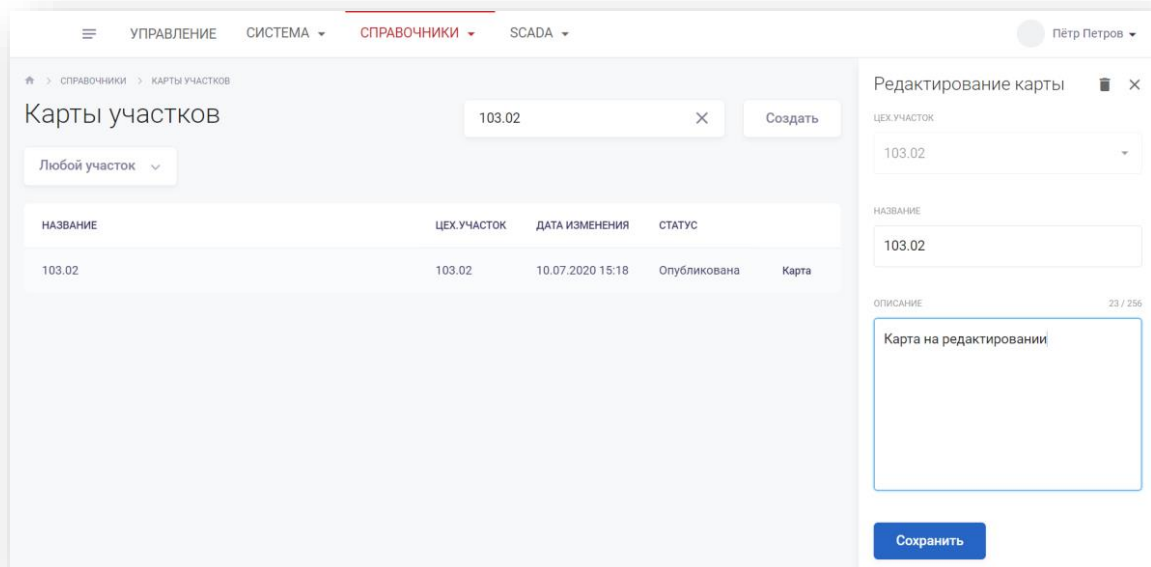 УПРАВЛЕНИЕ СИСТЕМА СПРАВОЧНИКИ SCADA Пётр Петров
> СПРАВОЧНИКИ > КАРТЫ УЧАСТКОВ
Карты участков
103.02
Создать
Любой участок
НАЗВАНИЕ ЦЕХ.УЧАСТОК ДАТА ИЗМЕНЕНИЯ СТАТУС
103.02 103.02 10.07.2020 15:18 Опубликована Карта
Редактирование карты
ЦЕХ.УЧАСТОК
103.02
НАЗВАНИЕ
103.02
ОПИСАНИЕ 23 / 256
Карта на редактировании
Сохранить